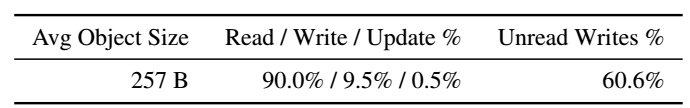 Avg Object Size Read / Write / Update % Unread Writes %
257 B 90.0% / 9.5% / 0.5% 60.6%